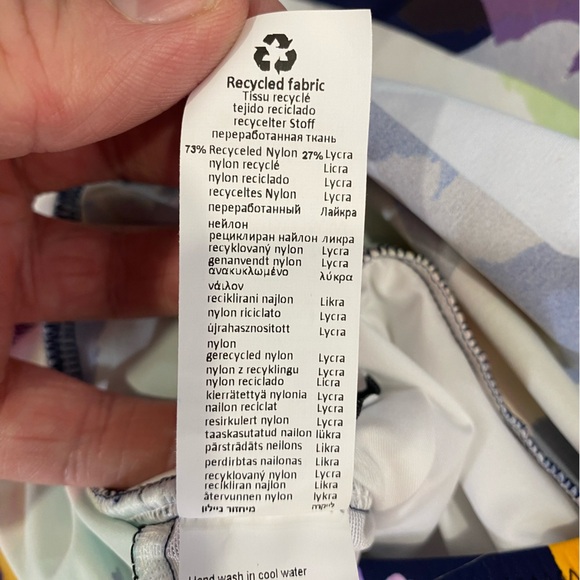 Recycled fabric
Tissu recyclé
tejido reciclado
recycelter Stoff
переработанная ткань
73% Recyceled Nylon 27% Lycra
nylon recyclé Licra
nylon reciclado Lycra
recyceltes Nylon Lycra
переработанный Лайкра
нейлон
рециклиран найлон ликра
recyklovaný nylon Lycra
genanvendt nylon Lycra
ανακυκλωμένο λύκρα
νάιλον
reciklirani najlon Likra
nylon riciclato Lycra
újrahasznosított Lycra
nylon
gerecycled nylon Lycra
nylon z recyklingu Lycra
nylon reciclado Licra
kierrätettyä nylonia Lycra
nailon reciclat Lycra
resirkulert nylon Lycra
taaskasutatud nailon lükra
pārstrādāts neilons Likra
perdirbtas nailonas Likra
recyklovaný nylon Lycra
recikliran najlon Likra
återvunnen nylon lykra
Hand wash in cool water